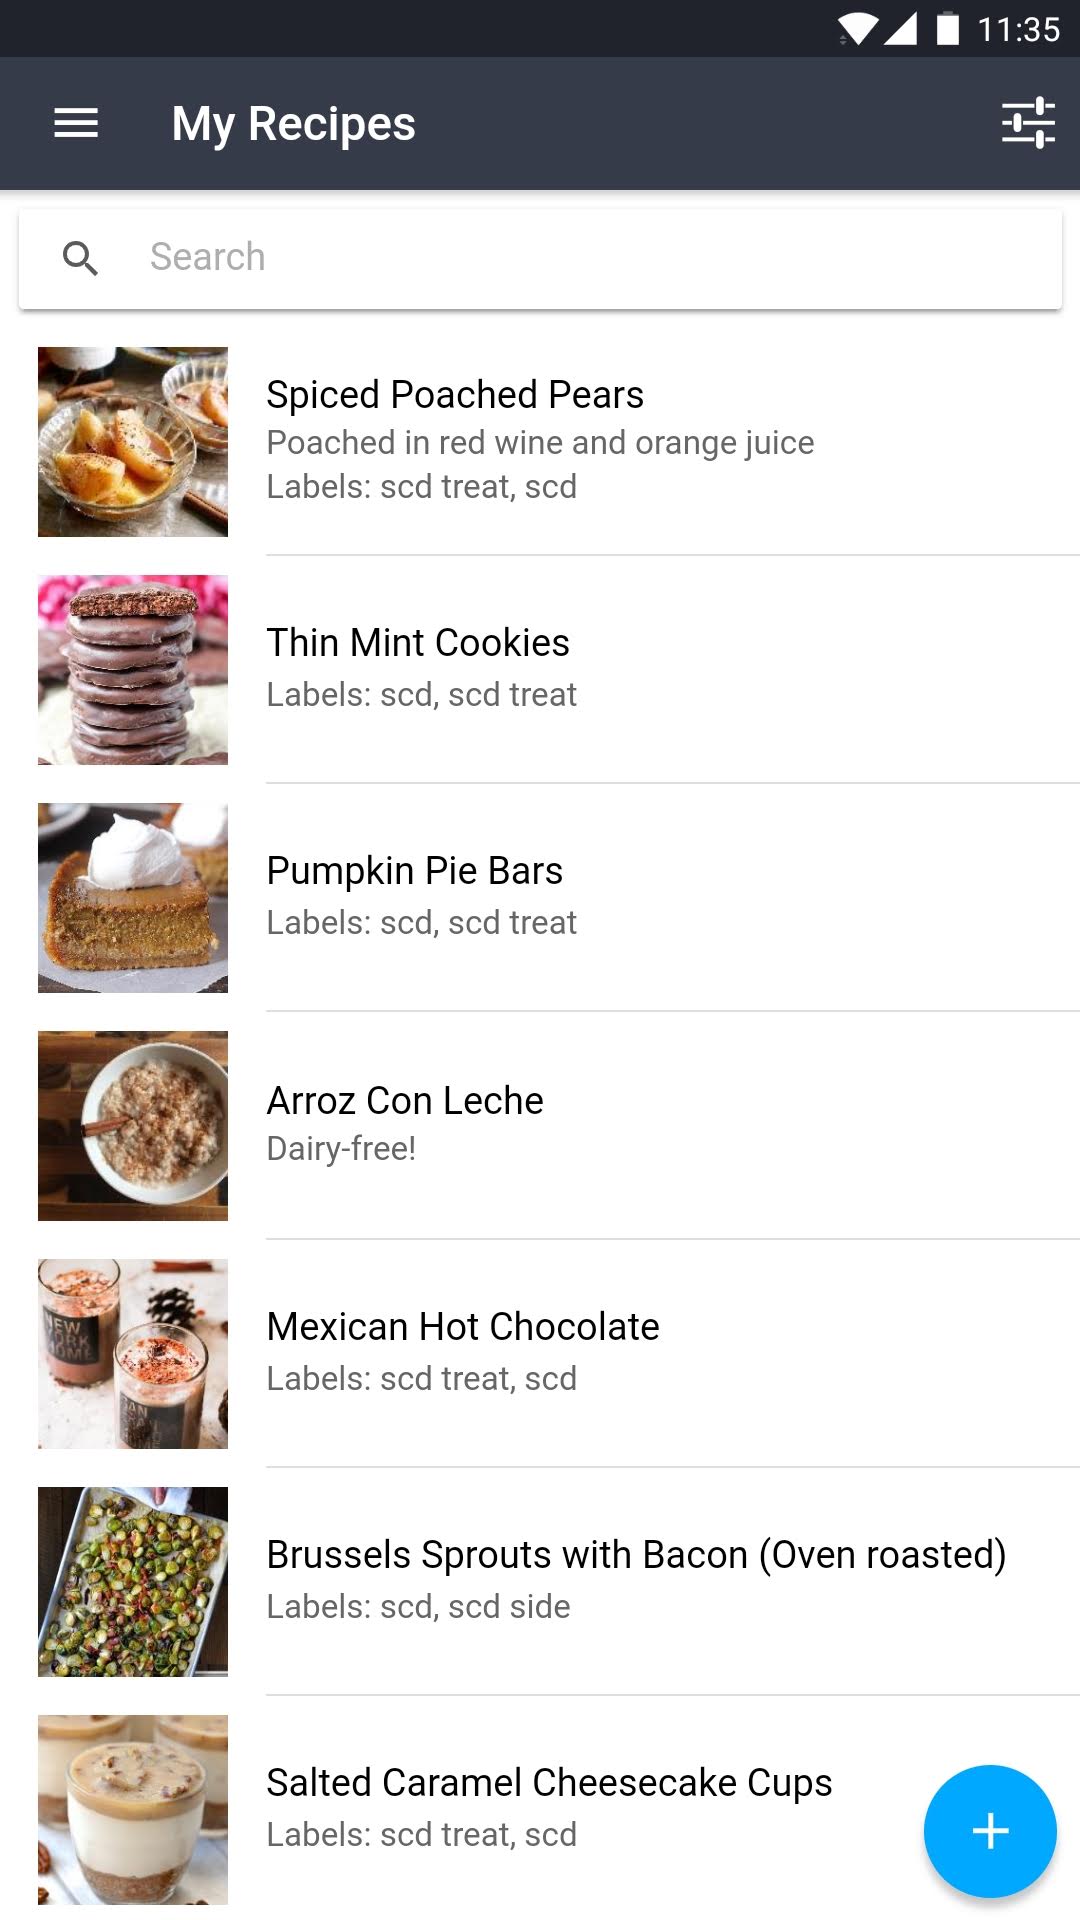 11:35
My Recipes
Search
Spiced Poached Pears
Poached in red wine and orange juice
Labels: scd treat, scd
Thin Mint Cookies
Labels: scd, scd treat
Pumpkin Pie Bars
Labels: scd, scd treat
Arroz Con Leche
Dairy-free!
Mexican Hot Chocolate
Labels: scd treat, scd
NEW
YORK
HOME
Brussels Sprouts with Bacon (Oven roasted)
Labels: scd, scd side
Salted Caramel Cheesecake Cups
Labels: scd treat, scd